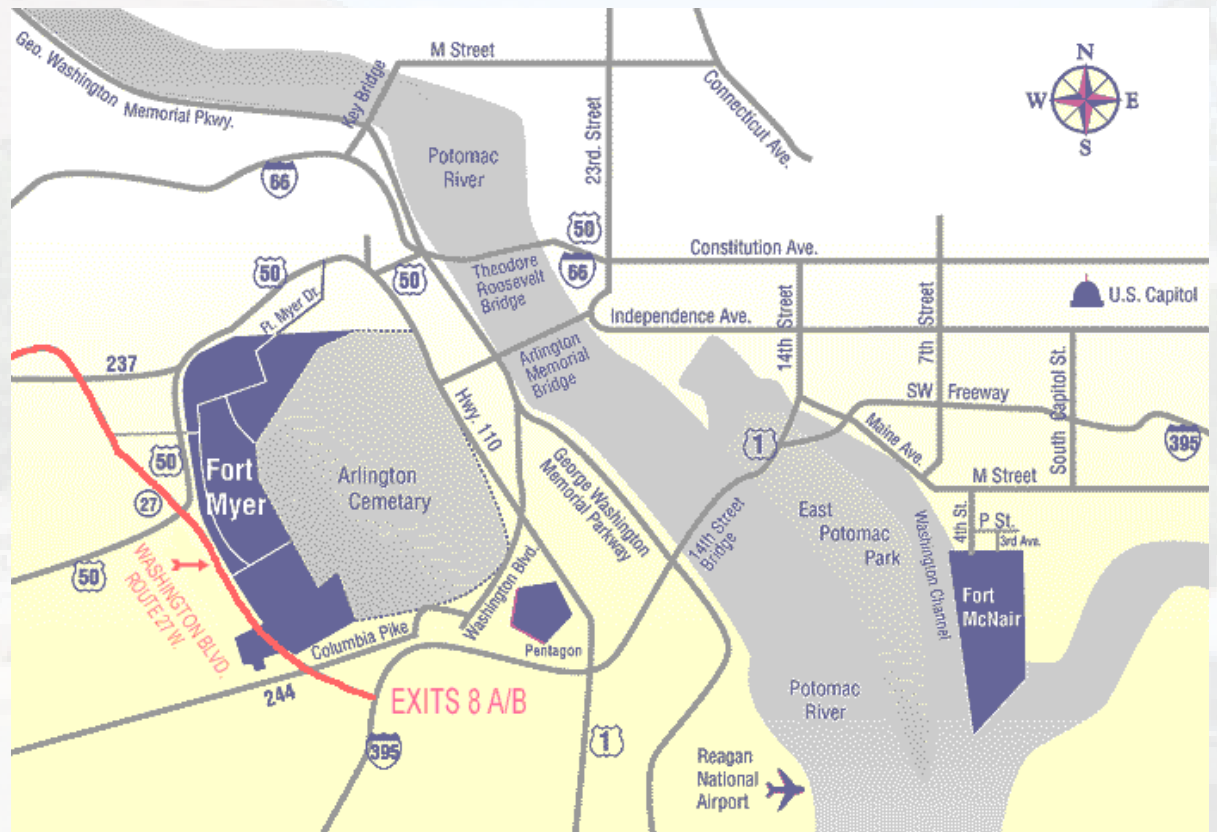 Geo. Washington
Memorial Pkwy.
Key Bridge
M Street
Connecticut Ave.
23rd. Street
N
W
E
S
66
Potomac
River
50
66
Constitution Ave.
Theodore
Roosevelt
Bridge
50
50
Ft. Myer Dr.
14th Street
7th Street
U.S. Capitol
Independence Ave.
Arlington
Memorial
Bridge
237
Hwy. 110
SW Freeway
South Capitol St.
1
Maine Ave.
395
50
Fort
Myer
Arlington
Cemetary
George Washington
Memorial Parkway
M Street
27
14th Street
Bridge
East
Potomac
Park
Washington Channel
4th St.
P St.
3rd Ave.
50
WASHINGTON BLVD.
ROUTE 27 W.
Washington Blvd.
Fort
McNair
Columbia Pike
Pentagon
244
EXITS 8 A/B
Potomac
River
395
1
Reagan
National
Airport